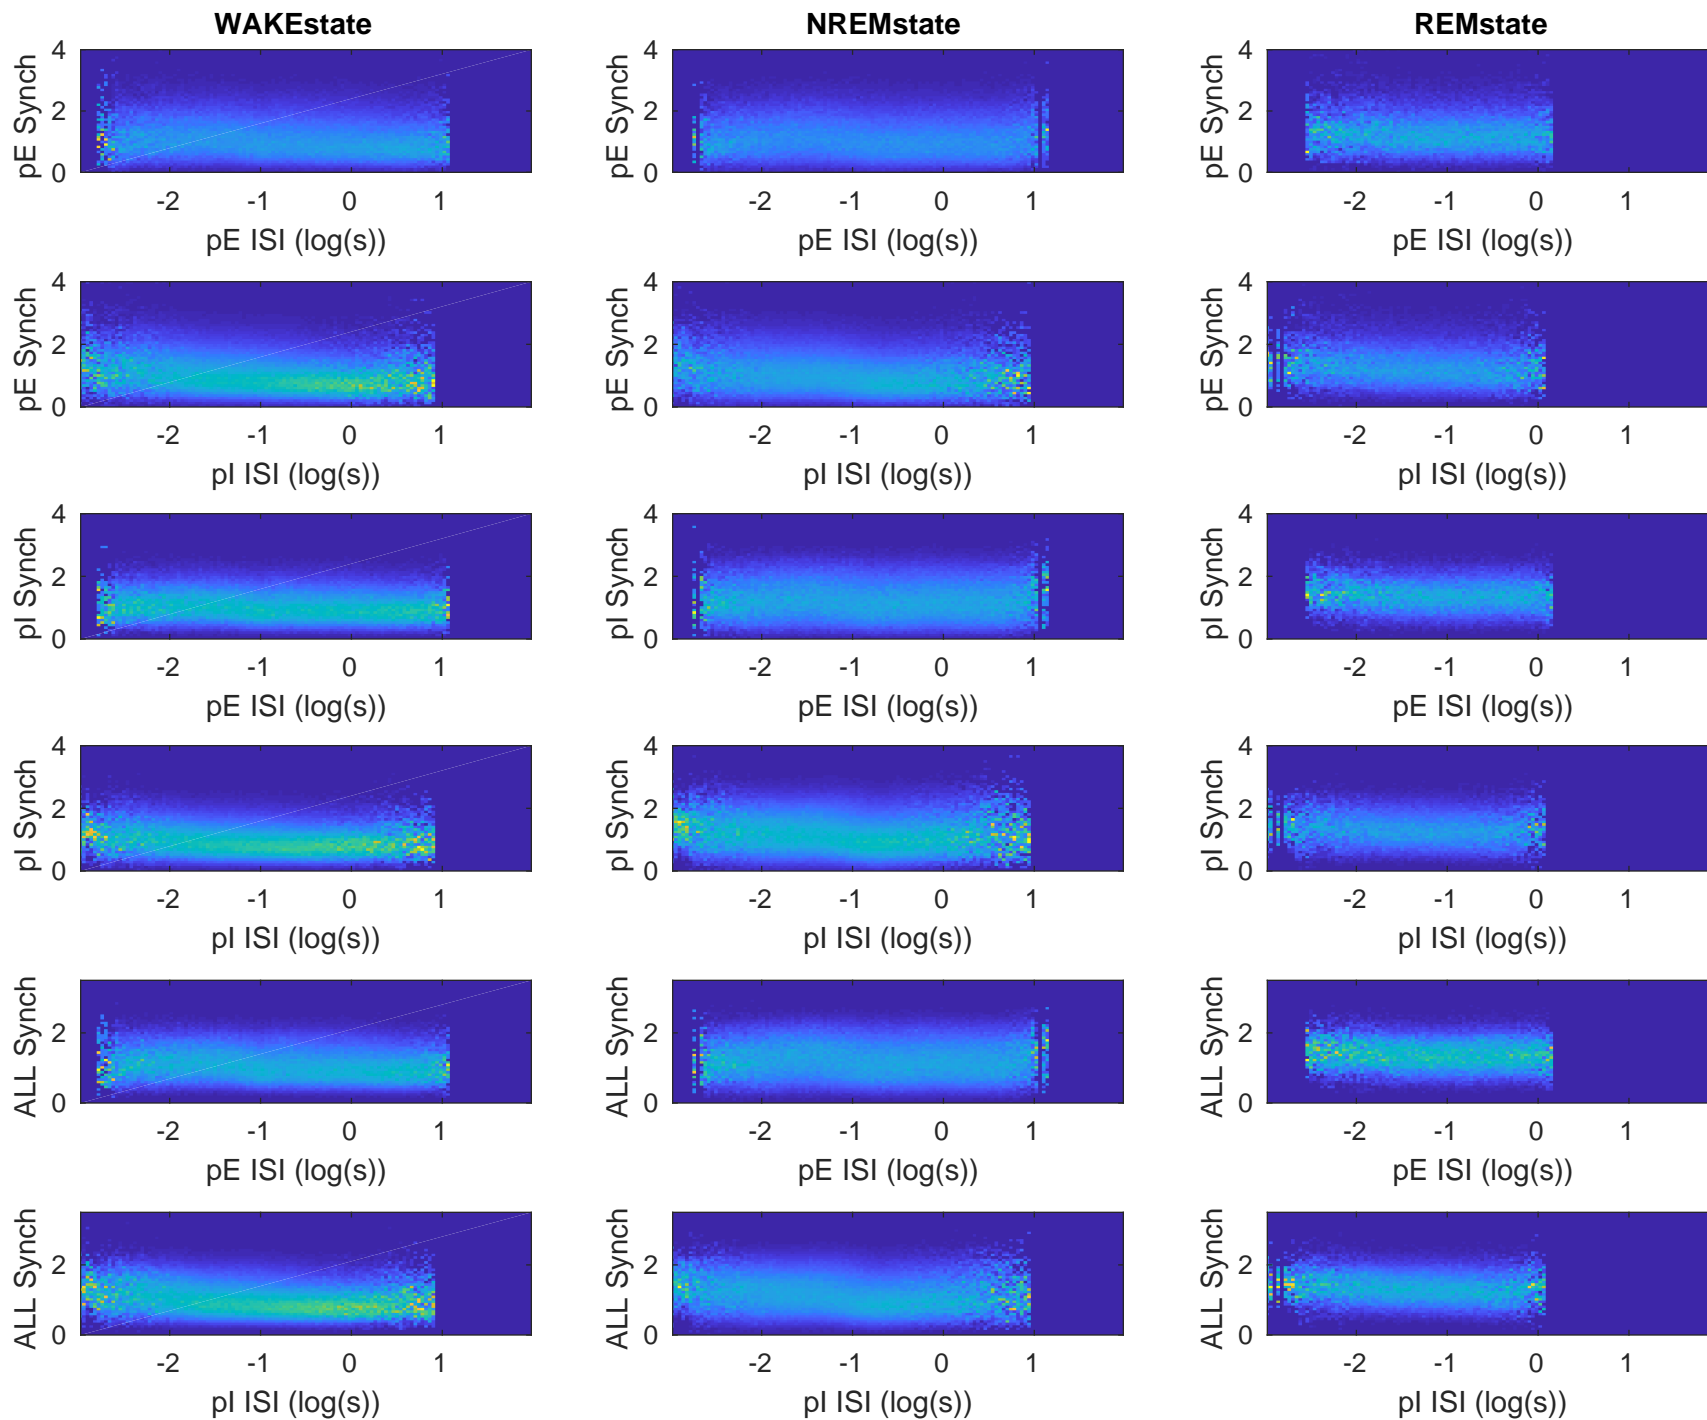 WAKEstate NREMstate REMstate
4 4 4
pE Synch pE Synch pE Synch
2 2 2
0 0 0
-2 -1 0 1 -2 -1 0 1 -2 -1 0 1
pE ISI (log(s)) pE ISI (log(s)) pE ISI (log(s))
4 4 4
pE Synch pE Synch pE Synch
2 2 2
0 0 0
-2 -1 0 1 -2 -1 0 1 -2 -1 0 1
pI ISI (log(s)) pI ISI (log(s)) pI ISI (log(s))
4 4 4
pI Synch pI Synch pI Synch
2 2 2
0 0 0
-2 -1 0 1 -2 -1 0 1 -2 -1 0 1
pE ISI (log(s)) pE ISI (log(s)) pE ISI (log(s))
4 4 4
pI Synch pI Synch pI Synch
2 2 2
0 0 0
-2 -1 0 1 -2 -1 0 1 -2 -1 0 1
pI ISI (log(s)) pI ISI (log(s)) pI ISI (log(s))
ALL Synch ALL Synch ALL Synch
2 2 2
0 0 0
-2 -1 0 1 -2 -1 0 1 -2 -1 0 1
pE ISI (log(s)) pE ISI (log(s)) pE ISI (log(s))
ALL Synch ALL Synch ALL Synch
2 2 2
0 0 0
-2 -1 0 1 -2 -1 0 1 -2 -1 0 1
pI ISI (log(s)) pI ISI (log(s)) pI ISI (log(s))